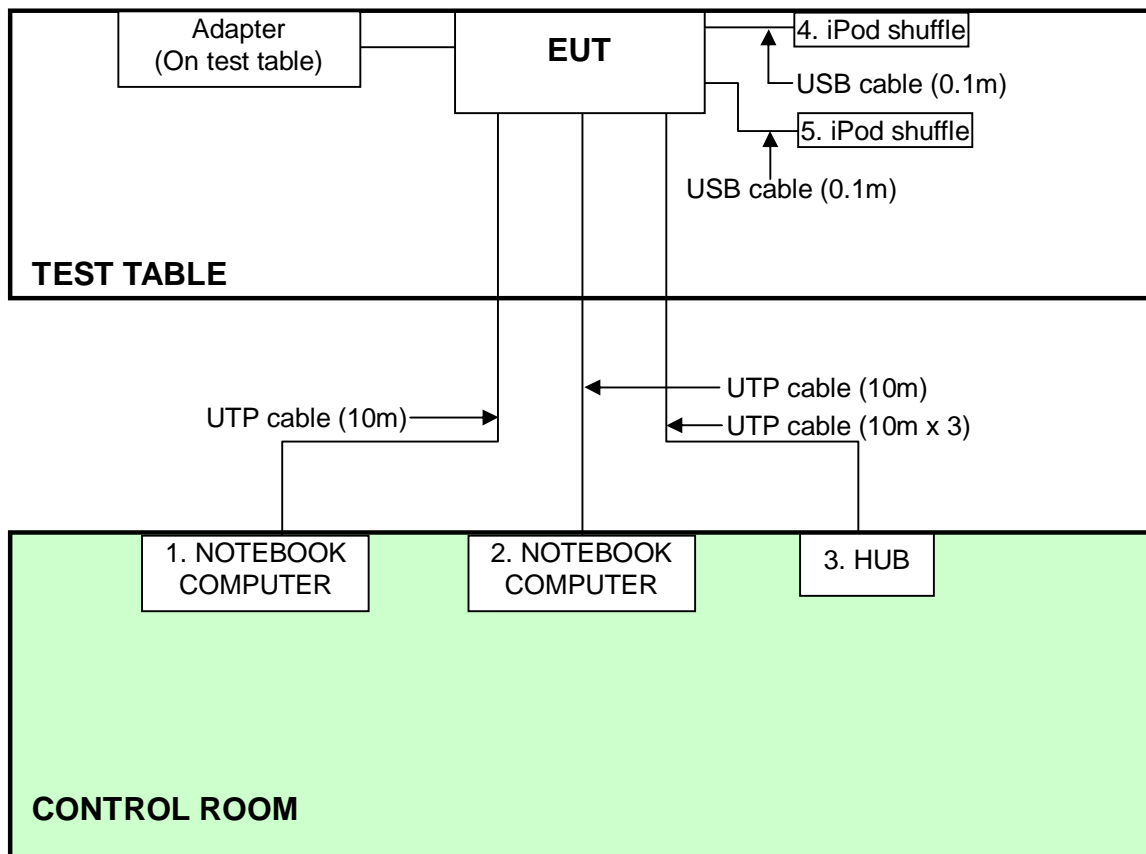 Adapter
(On test table)
EUT
4. iPod shuffle
USB cable (0.1m)
5. iPod shuffle
USB cable (0.1m)
TEST TABLE
UTP cable (10m)
UTP cable (10m)
UTP cable (10m x 3)
1. NOTEBOOK
COMPUTER
2. NOTEBOOK
COMPUTER
3. HUB
CONTROL ROOM